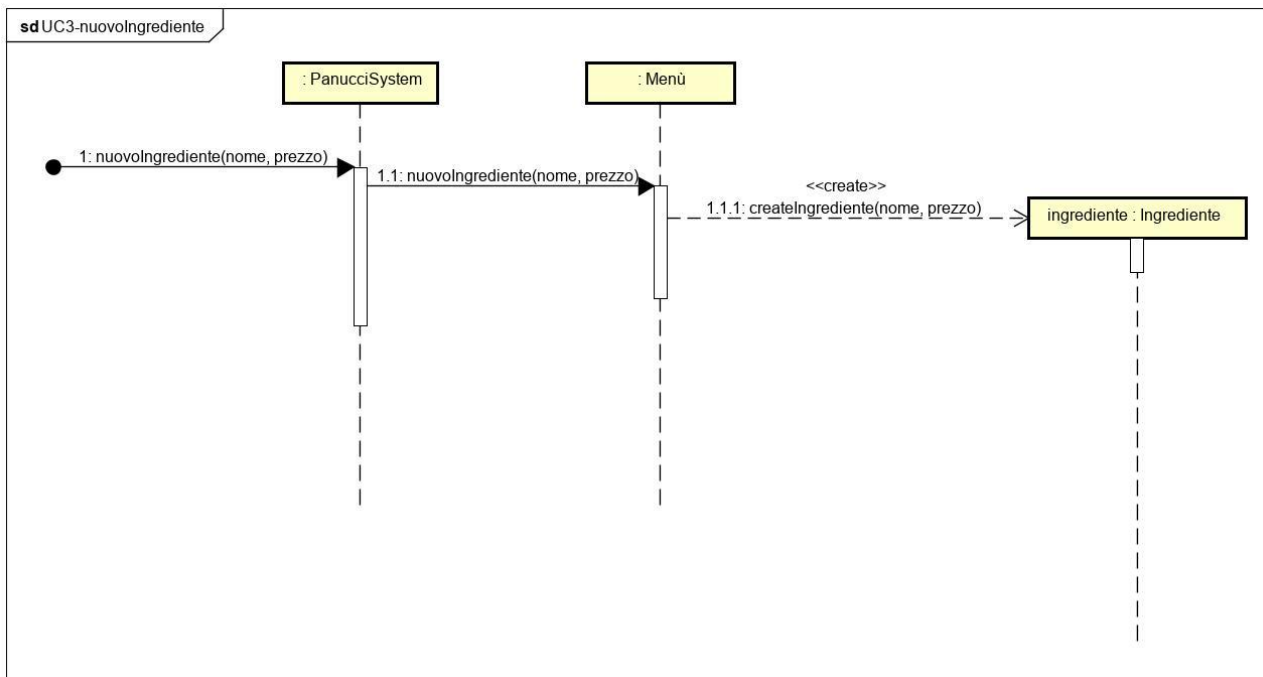 sd UC3-nuovoIngrediente
: PanucciSystem
: Menù
1: nuovoIngrediente(nome, prezzo)
1.1: nuovoIngrediente(nome, prezzo)
<<create>>
1.1.1: createIngrediente(nome, prezzo)
ingrediente : Ingrediente